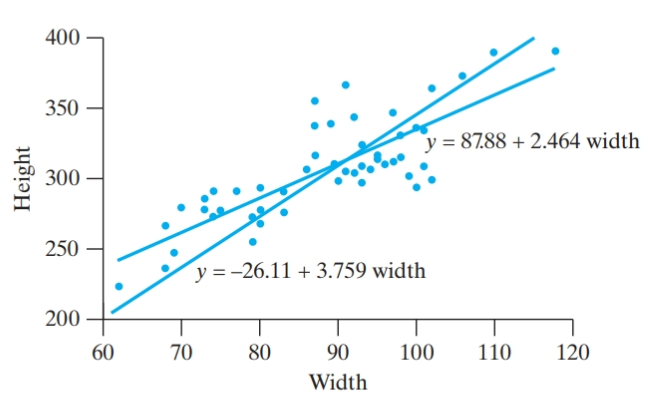 400
350
300
250
200
Height
y = 87.88 + 2.464 width
y = –26.11 + 3.759 width
60 70 80 90 100 110 120
Width